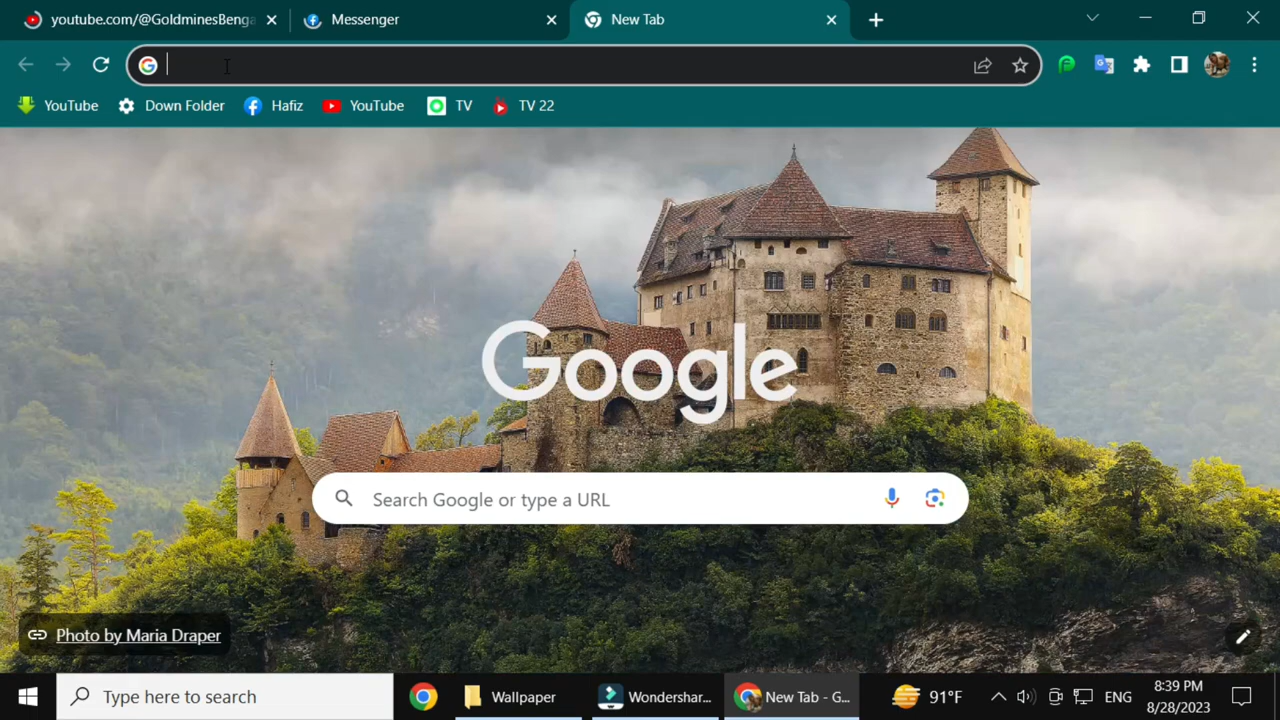 youtube.com/@GoldminesBenga
Messenger
New Tab
YouTube
Down Folder
Hafiz
YouTube
TV
TV 22
Google
Search Google or type a URL
Photo by Maria Draper
Type here to search
Wallpaper
Wondershar...
New Tab - G...
91°F
ENG
8:39 PM
8/28/2023